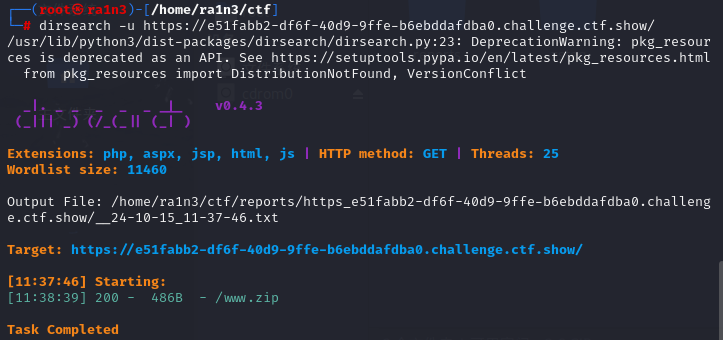 ┌──(root㉿ra1n3)-[/home/ra1n3/ctf]
└─# dirsearch -u https://e51fabb2-df6f-40d9-9ffe-b6ebddafdba0.challenge.ctf.show/
/usr/lib/python3/dist-packages/dirsearch/dirsearch.py:23: DeprecationWarning: pkg_resour
ces is deprecated as an API. See https://setuptools.pypa.io/en/latest/pkg_resources.html
  from pkg_resources import DistributionNotFound, VersionConflict
  _|. _ _  _  _  _ _|_    v0.4.3
 (_||| _) (/_(_|| (_| )
Extensions: php, aspx, jsp, html, js | HTTP method: GET | Threads: 25
Wordlist size: 11460
Output File: /home/ra1n3/ctf/reports/https_e51fabb2-df6f-40d9-9ffe-b6ebddafdba0.challeng
e.ctf.show/__24-10-15_11-37-46.txt
Target: https://e51fabb2-df6f-40d9-9ffe-b6ebddafdba0.challenge.ctf.show/
[11:37:46] Starting:
[11:38:39] 200 -  486B  - /www.zip
Task Completed